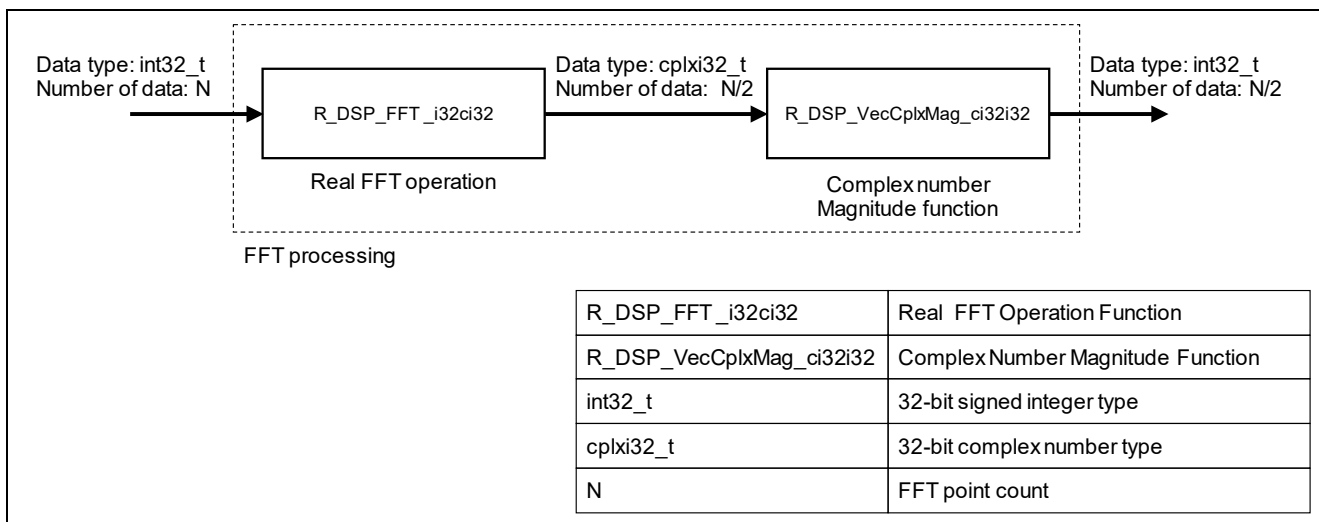 Data type: int32_t
Number of data: N
R_DSP_FFT _i32ci32
Real FFT operation
Data type: cplxi32_t
Number of data: N/2
R_DSP_VecCplxMag_ci32i32
Complex number
Magnitude function
Data type: int32_t
Number of data: N/2
FFT processing
R_DSP_FFT _i32ci32 Real FFT Operation Function
R_DSP_VecCplxMag_ci32i32 Complex Number Magnitude Function
int32_t 32-bit signed integer type
cplxi32_t 32-bit complex number type
N FFT point count